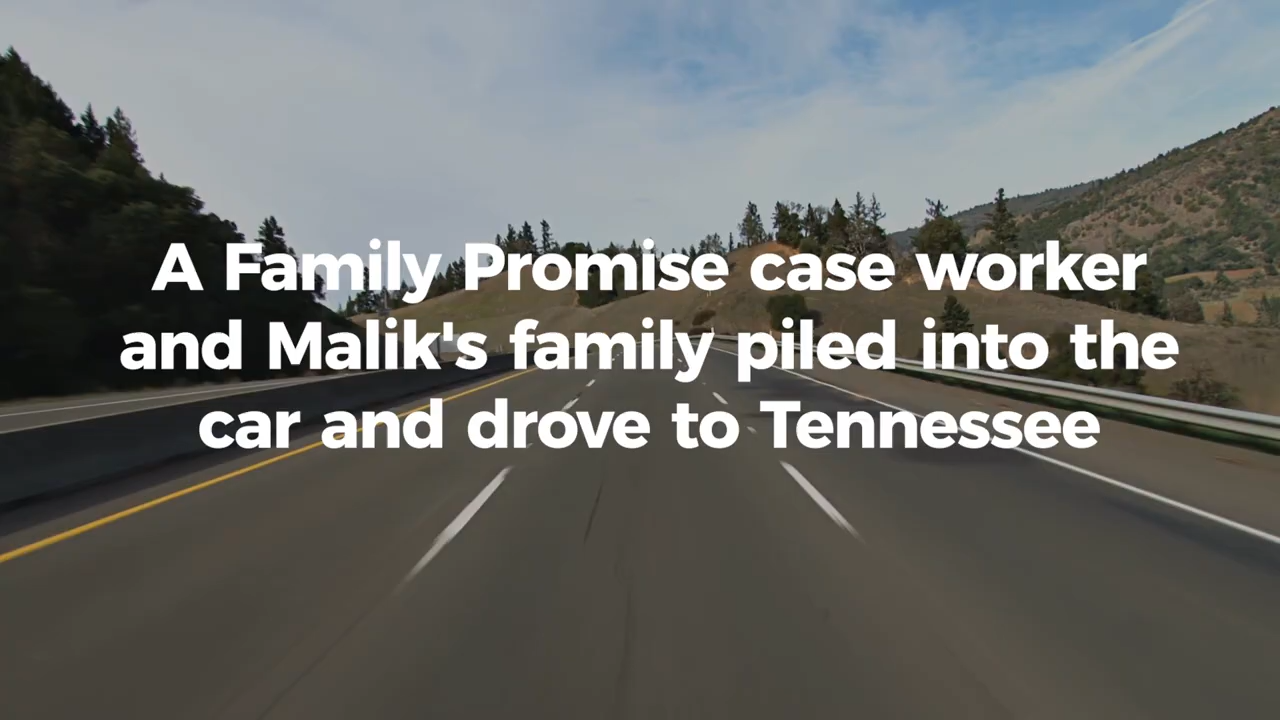 A Family Promise case worker
and Malik's family piled into the
car and drove to Tennessee